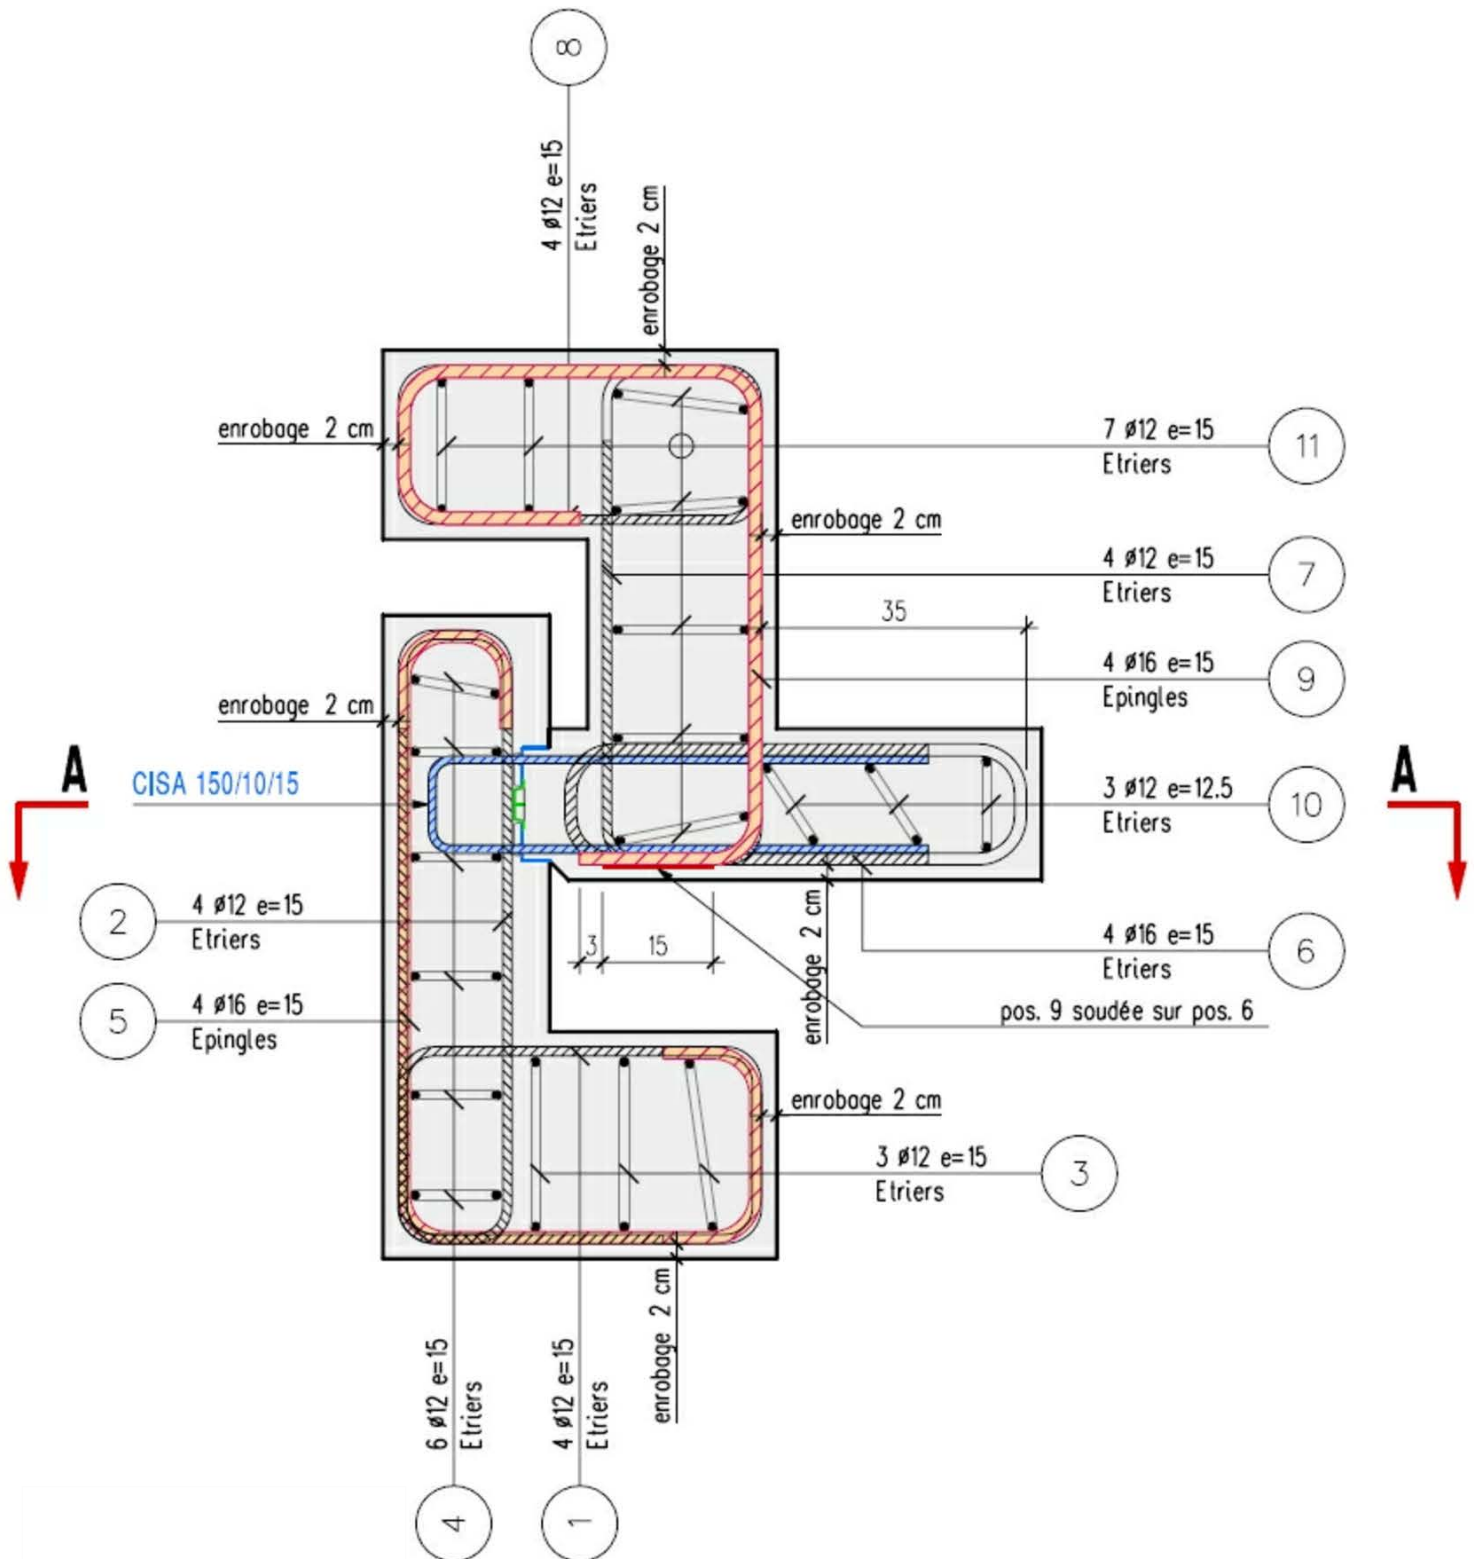 8
4 ø12 e=15
Etriers
enrobage 2 cm
enrobage 2 cm
7 ø12 e=15
Etriers
11
enrobage 2 cm
4 ø12 e=15
Etriers
7
35
4 ø16 e=15
Epingles
9
enrobage 2 cm
A
A
CISA 150/10/15
3 ø12 e=12.5
Etriers
10
2
4 ø12 e=15
Etriers
3
15
enrobage 2 cm
4 ø16 e=15
Etriers
6
5
4 ø16 e=15
Epingles
pos. 9 soudée sur pos. 6
enrobage 2 cm
3 ø12 e=15
Etriers
3
enrobage 2 cm
6 ø12 e=15
Etriers
4 ø12 e=15
Etriers
4
1